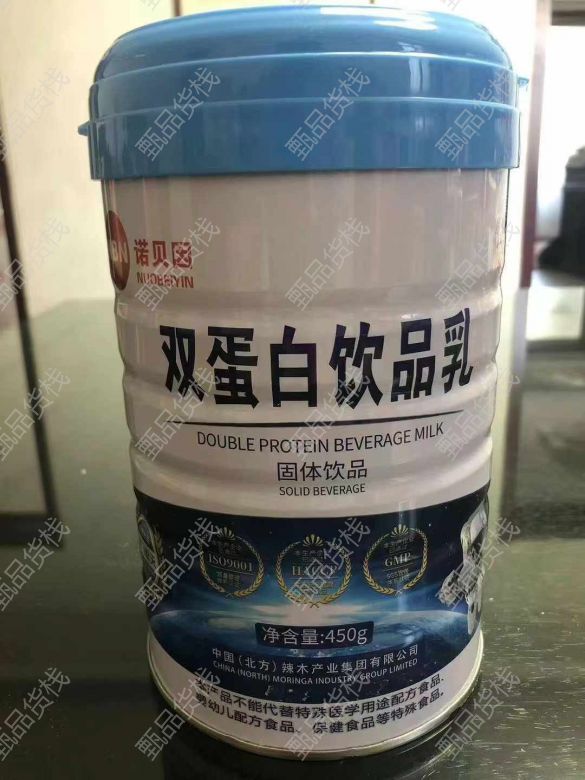 诺贝因
NUOBEIYIN
双蛋白饮品乳
DOUBLE PROTEIN BEVERAGE MILK
固体饮品
SOLID BEVERAGE
ISO9001
HACCP
GMP
净含量:450g
中国(北方)辣木产业集团有限公司
CHINA (NORTH) MORINGA INDUSTRY GROUP LIMITED
本产品不能代替特殊医学用途配方食品、
婴幼儿配方食品、保健食品等特殊食品。
甄品货栈